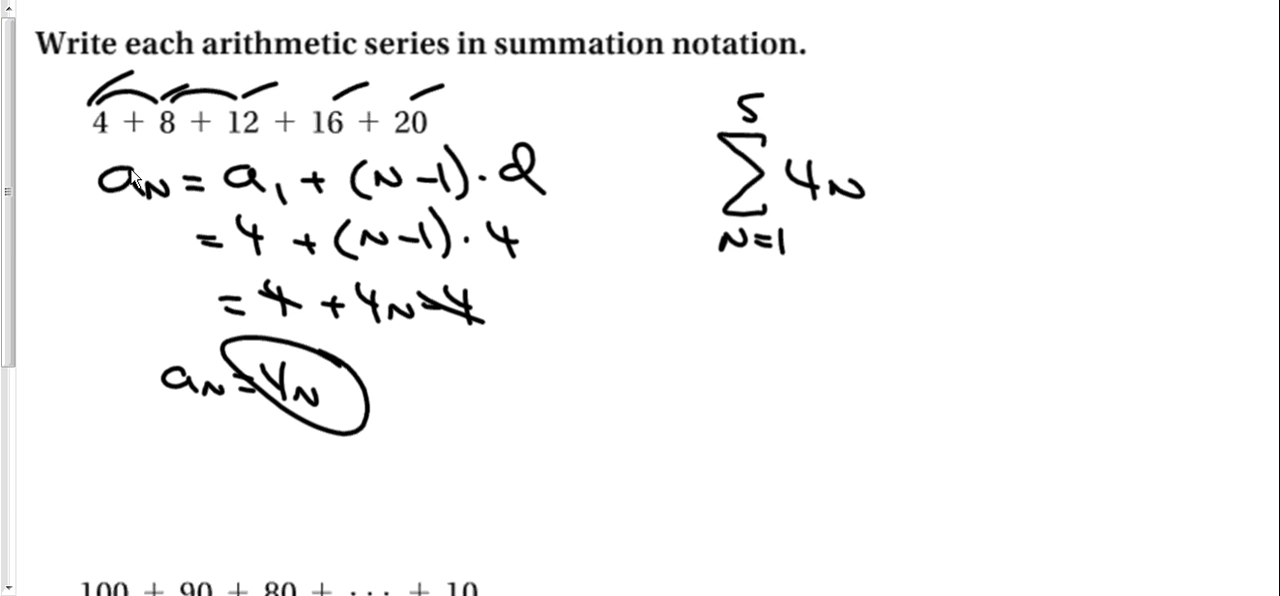 Write each arithmetic series in summation notation.
4 + 8 + 12 + 16 + 20
aN = a1 + (N-1)·d
= 4 + (N-1)·4
= 4 + 4N-4
aN = 4N
5
∑ 4N
N=1
100 + 90 + 80 + ··· + 10